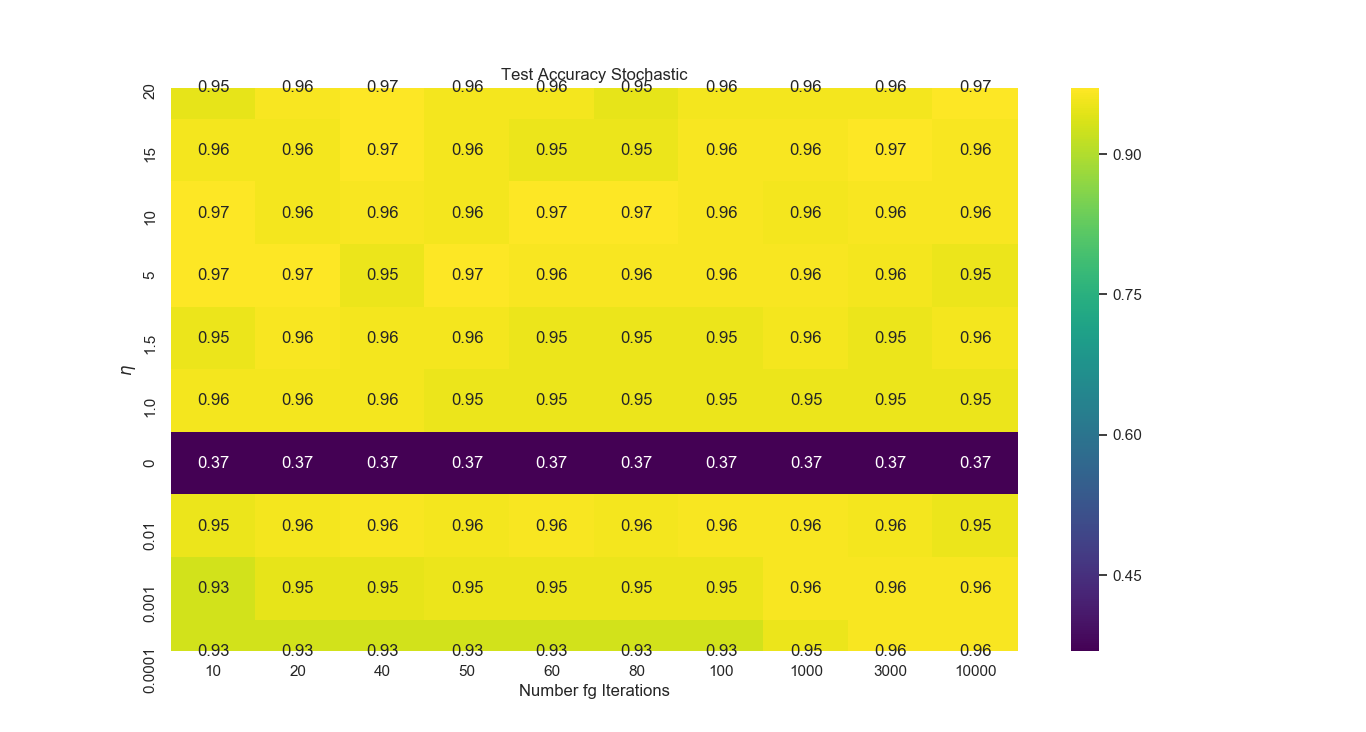 Test Accuracy Stochastic
20 0.95 0.96 0.97 0.96 0.96 0.95 0.96 0.96 0.96 0.97
15 0.96 0.96 0.97 0.96 0.95 0.95 0.96 0.96 0.97 0.96
10 0.97 0.96 0.96 0.96 0.97 0.97 0.96 0.96 0.96 0.96
5 0.97 0.97 0.95 0.97 0.96 0.96 0.96 0.96 0.96 0.95
1.5 0.95 0.96 0.96 0.96 0.95 0.95 0.95 0.96 0.95 0.96
η
1.0 0.96 0.96 0.96 0.95 0.95 0.95 0.95 0.95 0.95 0.95
0 0.37 0.37 0.37 0.37 0.37 0.37 0.37 0.37 0.37 0.37
0.01 0.95 0.96 0.96 0.96 0.96 0.96 0.96 0.96 0.96 0.95
0.001 0.93 0.95 0.95 0.95 0.95 0.95 0.95 0.96 0.96 0.96
0.0001 0.93 0.93 0.93 0.93 0.93 0.93 0.93 0.95 0.96 0.96
10 20 40 50 60 80 100 1000 3000 10000
Number fg Iterations
0.90
0.75
0.60
0.45